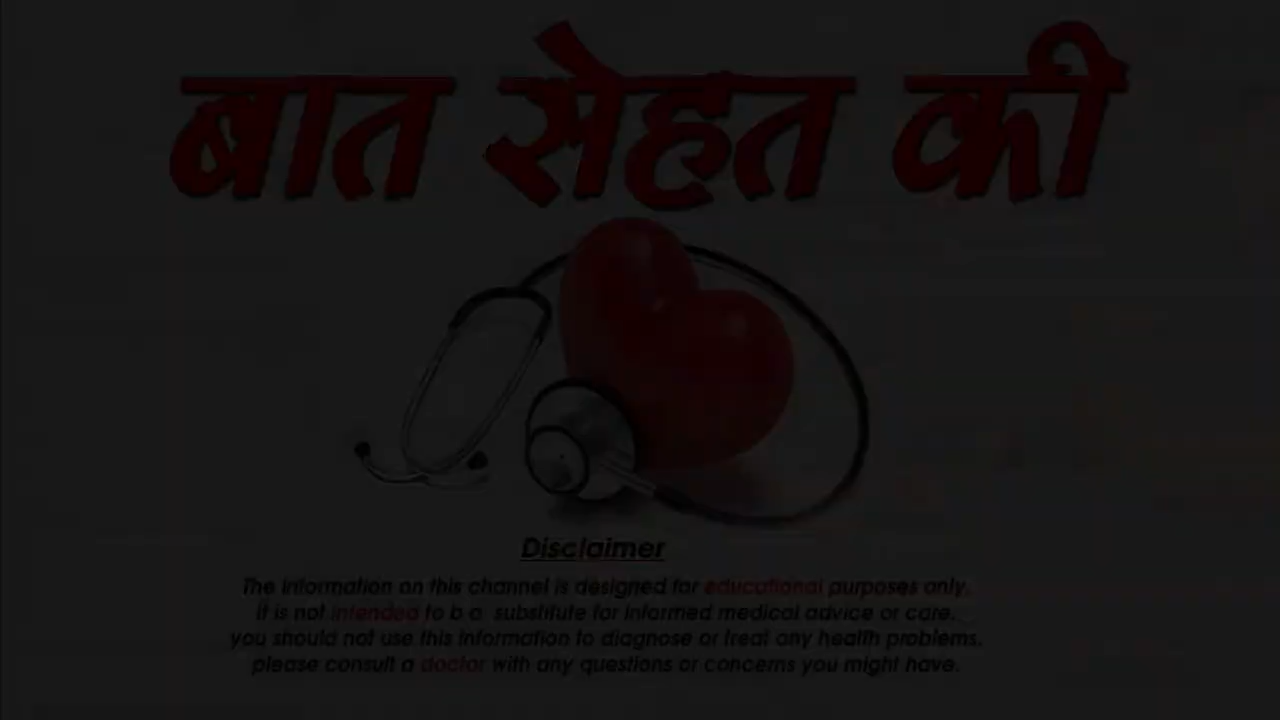 बात सेहत की
Disclaimer
The information on this channel is designed for educational purposes only,
it is not intended to b a substitute for informed medical advice or care.
you should not use this information to diagnose or treat any health problems.
please consult a doctor with any questions or concerns you might have.